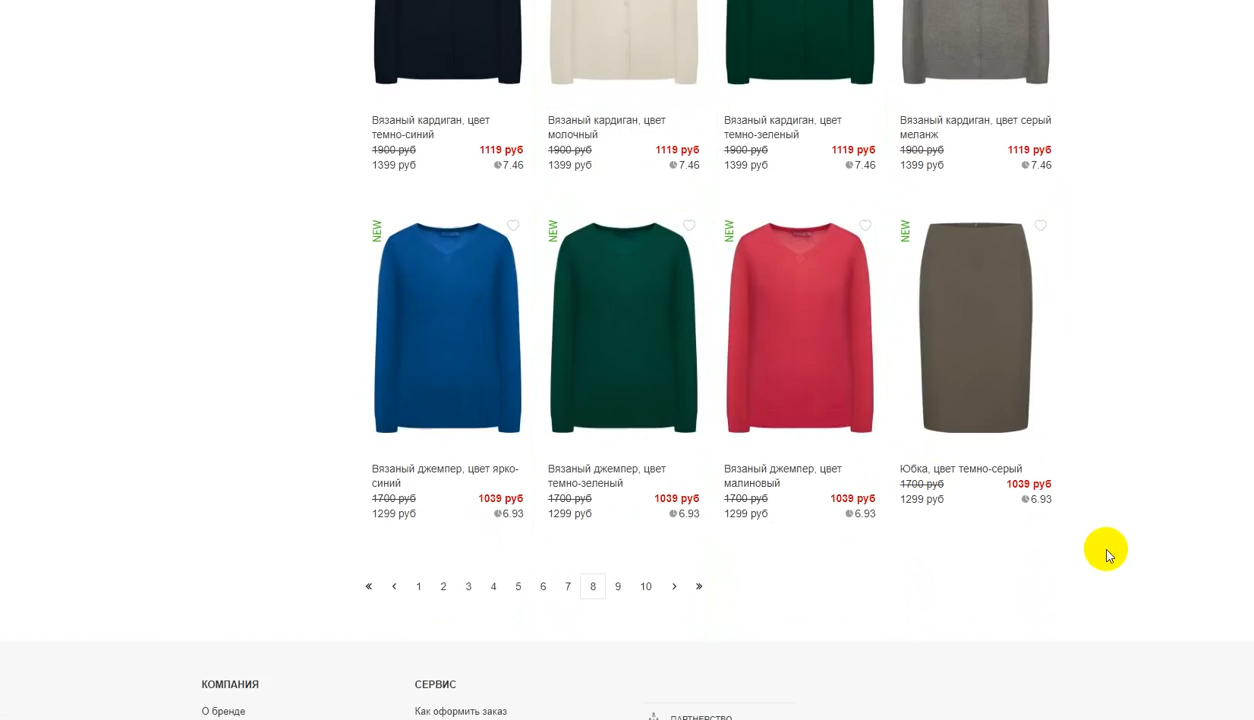 Вязаный кардиган, цвет
темно-синий
1900 руб 1119 руб
1399 руб 7.46
Вязаный кардиган, цвет
молочный
1900 руб 1119 руб
1399 руб 7.46
Вязаный кардиган, цвет
темно-зеленый
1900 руб 1119 руб
1399 руб 7.46
Вязаный кардиган, цвет серый
меланж
1900 руб 1119 руб
1399 руб 7.46
NEW
NEW
NEW
NEW
Вязаный джемпер, цвет ярко-
синий
1700 руб 1039 руб
1299 руб 6.93
Вязаный джемпер, цвет
темно-зеленый
1700 руб 1039 руб
1299 руб 6.93
Вязаный джемпер, цвет
малиновый
1700 руб 1039 руб
1299 руб 6.93
Юбка, цвет темно-серый
1700 руб 1039 руб
1299 руб 6.93
« ‹ 1 2 3 4 5 6 7 8 9 10 › »
КОМПАНИЯ
О бренде
СЕРВИС
Как оформить заказ
ПАРТНЕРСТВО